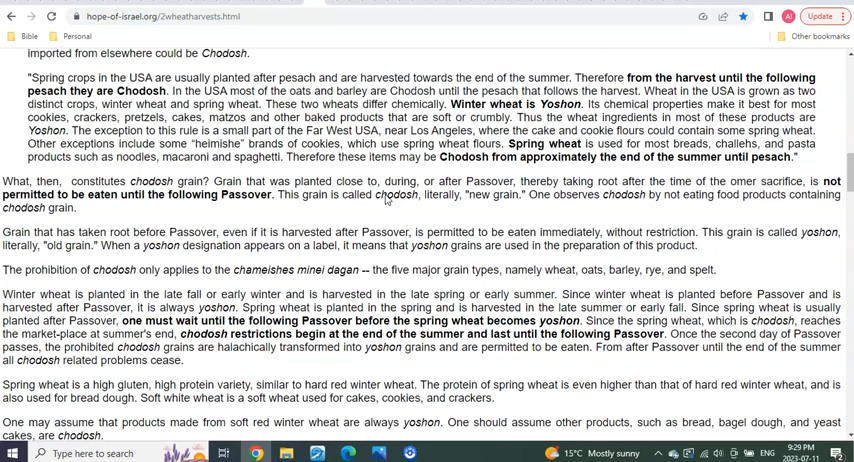 hope-of-israel.org/2wheatharvests.html
AI
Update
Bible
Personal
Other bookmarks
imported from elsewhere could be Chodosh.
"Spring crops in the USA are usually planted after pesach and are harvested towards the end of the summer. Therefore from the harvest until the following
pesach they are Chodosh. In the USA most of the oats and barley are Chodosh until the pesach that follows the harvest. Wheat in the USA is grown as two
distinct crops, winter wheat and spring wheat. These two wheats differ chemically. Winter wheat is Yoshon. Its chemical properties make it best for most
cookies, crackers, pretzels, cakes, matzos and other baked products that are soft or crumbly. Thus the wheat ingredients in most of these products are
Yoshon. The exception to this rule is a small part of the Far West USA, near Los Angeles, where the cake and cookie flours could contain some spring wheat.
Other exceptions include some "heimishe" brands of cookies, which use spring wheat flours. Spring wheat is used for most breads, challehs, and pasta
products such as noodles, macaroni and spaghetti. Therefore these items may be Chodosh from approximately the end of the summer until pesach."
What, then, constitutes chodosh grain? Grain that was planted close to, during, or after Passover, thereby taking root after the time of the omer sacrifice, is not
permitted to be eaten until the following Passover. This grain is called chodosh, literally, "new grain." One observes chodosh by not eating food products containing
chodosh grain.
Grain that has taken root before Passover, even if it is harvested after Passover, is permitted to be eaten immediately, without restriction. This grain is called yoshon,
literally, "old grain." When a yoshon designation appears on a label, it means that yoshon grains are used in the preparation of this product.
The prohibition of chodosh only applies to the chameishes minei dagan -- the five major grain types, namely wheat, oats, barley, rye, and spelt.
Winter wheat is planted in the late fall or early winter and is harvested in the late spring or early summer. Since winter wheat is planted before Passover and is
harvested after Passover, it is always yoshon. Spring wheat is planted in the spring and is harvested in the late summer or early fall. Since spring wheat is usually
planted after Passover, one must wait until the following Passover before the spring wheat becomes yoshon. Since the spring wheat, which is chodosh, reaches
the market-place at summer's end, chodosh restrictions begin at the end of the summer and last until the following Passover. Once the second day of Passover
passes, the prohibited chodosh grains are halachically transformed into yoshon grains and are permitted to be eaten. From after Passover until the end of the summer
all chodosh related problems cease.
Spring wheat is a high gluten, high protein variety, similar to hard red winter wheat. The protein of spring wheat is even higher than that of hard red winter wheat, and is
also used for bread dough. Soft white wheat is a soft wheat used for cakes, cookies, and crackers.
One may assume that products made from soft red winter wheat are always yoshon. One should assume other products, such as bread, bagel dough, and yeast
cakes, are chodosh.
Type here to search
15°C Mostly sunny
ENG
9:29 PM
2023-07-11
2